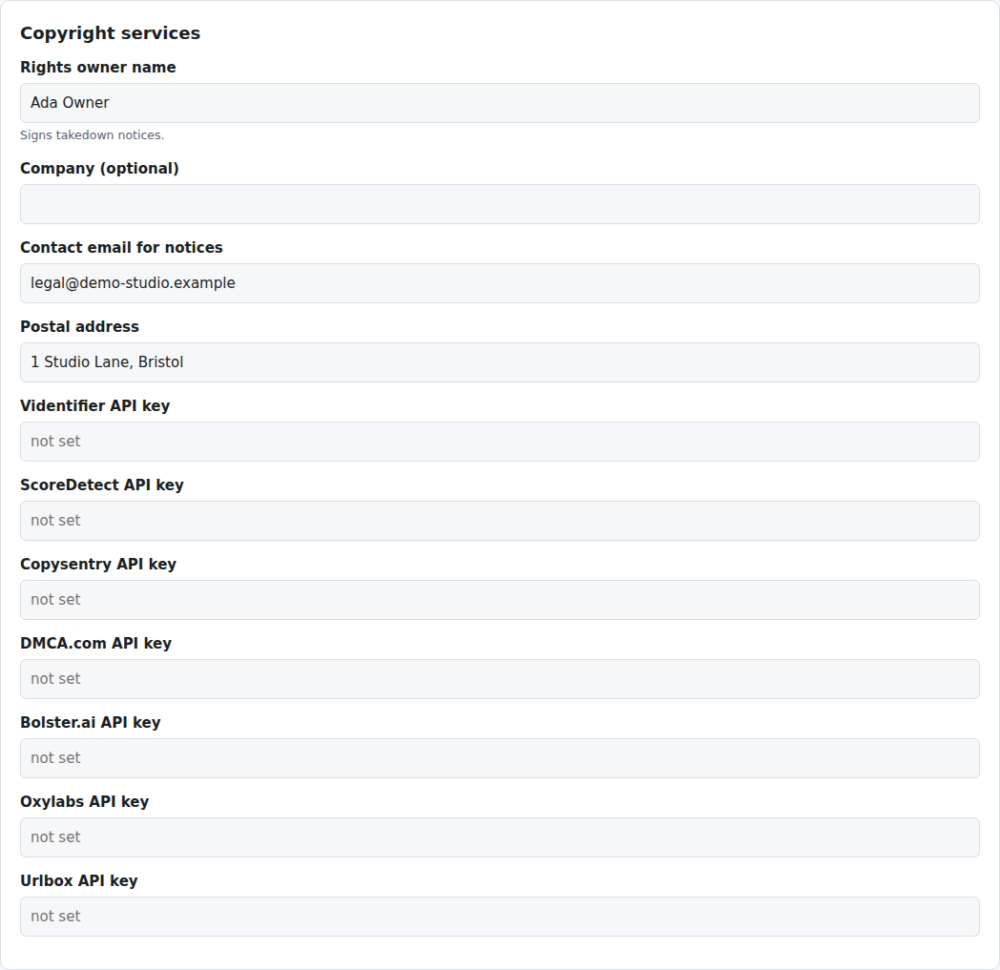 Copyright services
Rights owner name
Ada Owner
Signs takedown notices.
Company (optional)
Contact email for notices
legal@demo-studio.example
Postal address
1 Studio Lane, Bristol
Videntifier API key
not set
ScoreDetect API key
not set
Copysentry API key
not set
DMCA.com API key
not set
Bolster.ai API key
not set
Oxylabs API key
not set
Urlbox API key
not set